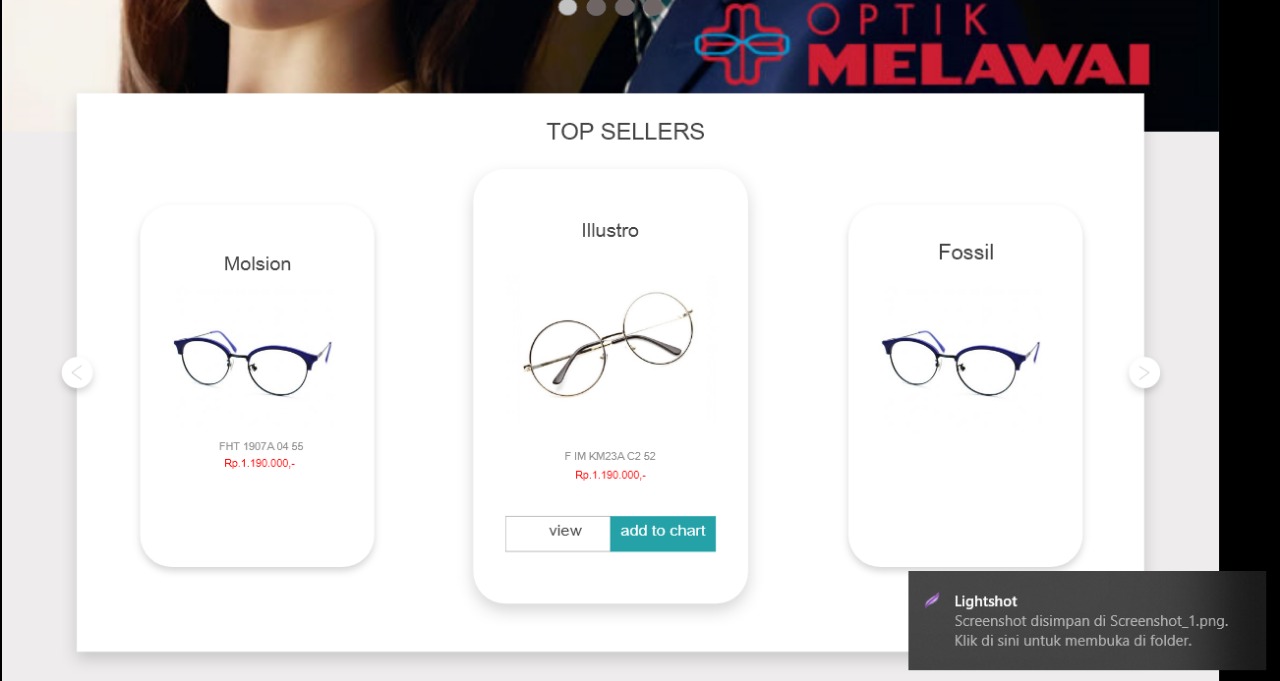 OPTIK
MELAWAI
TOP SELLERS
Molsion
FHT 1907A 04 55
Rp.1.190.000,-
Illustro
F IM KM23A C2 52
Rp.1.190.000,-
view
add to chart
Fossil
<
>
Lightshot
Screenshot disimpan di Screenshot_1.png.
Klik di sini untuk membuka di folder.